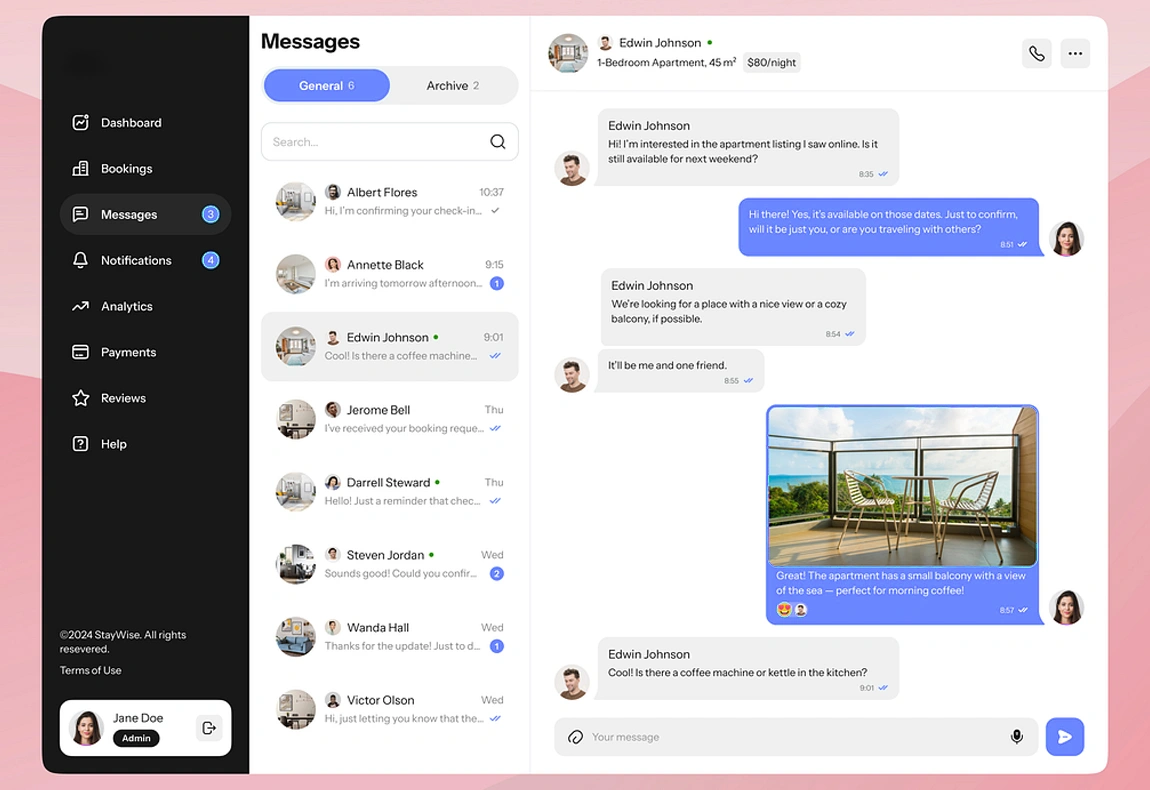 Dashboard
Bookings
Messages 3
Notifications 4
Analytics
Payments
Reviews
Help
©2024 StayWise. All rights
resevered.
Terms of Use
Jane Doe
Admin
Messages
General 6
Archive 2
Search...
Albert Flores 10:37
Hi, I'm confirming your check-in...
Annette Black 9:15
I'm arriving tomorrow afternoon... 1
Edwin Johnson 9:01
Cool! Is there a coffee machine...
Jerome Bell Thu
I've received your booking reque...
Darrell Steward Thu
Hello! Just a reminder that chec...
Steven Jordan Wed
Sounds good! Could you confir... 2
Wanda Hall Wed
Thanks for the update! Just to d... 1
Victor Olson Wed
Hi, just letting you know that the...
Edwin Johnson
1-Bedroom Apartment, 45 m² $80/night
Edwin Johnson
Hi! I'm interested in the apartment listing I saw online. Is it
still available for next weekend?
8:35
Hi there! Yes, it's available on those dates. Just to confirm,
will it be just you, or are you traveling with others?
8:51
Edwin Johnson
We're looking for a place with a nice view or a cozy
balcony, if possible.
8:54
It'll be me and one friend.
8:55
Great! The apartment has a small balcony with a view
of the sea — perfect for morning coffee!
8:57
Edwin Johnson
Cool! Is there a coffee machine or kettle in the kitchen?
9:01
Your message